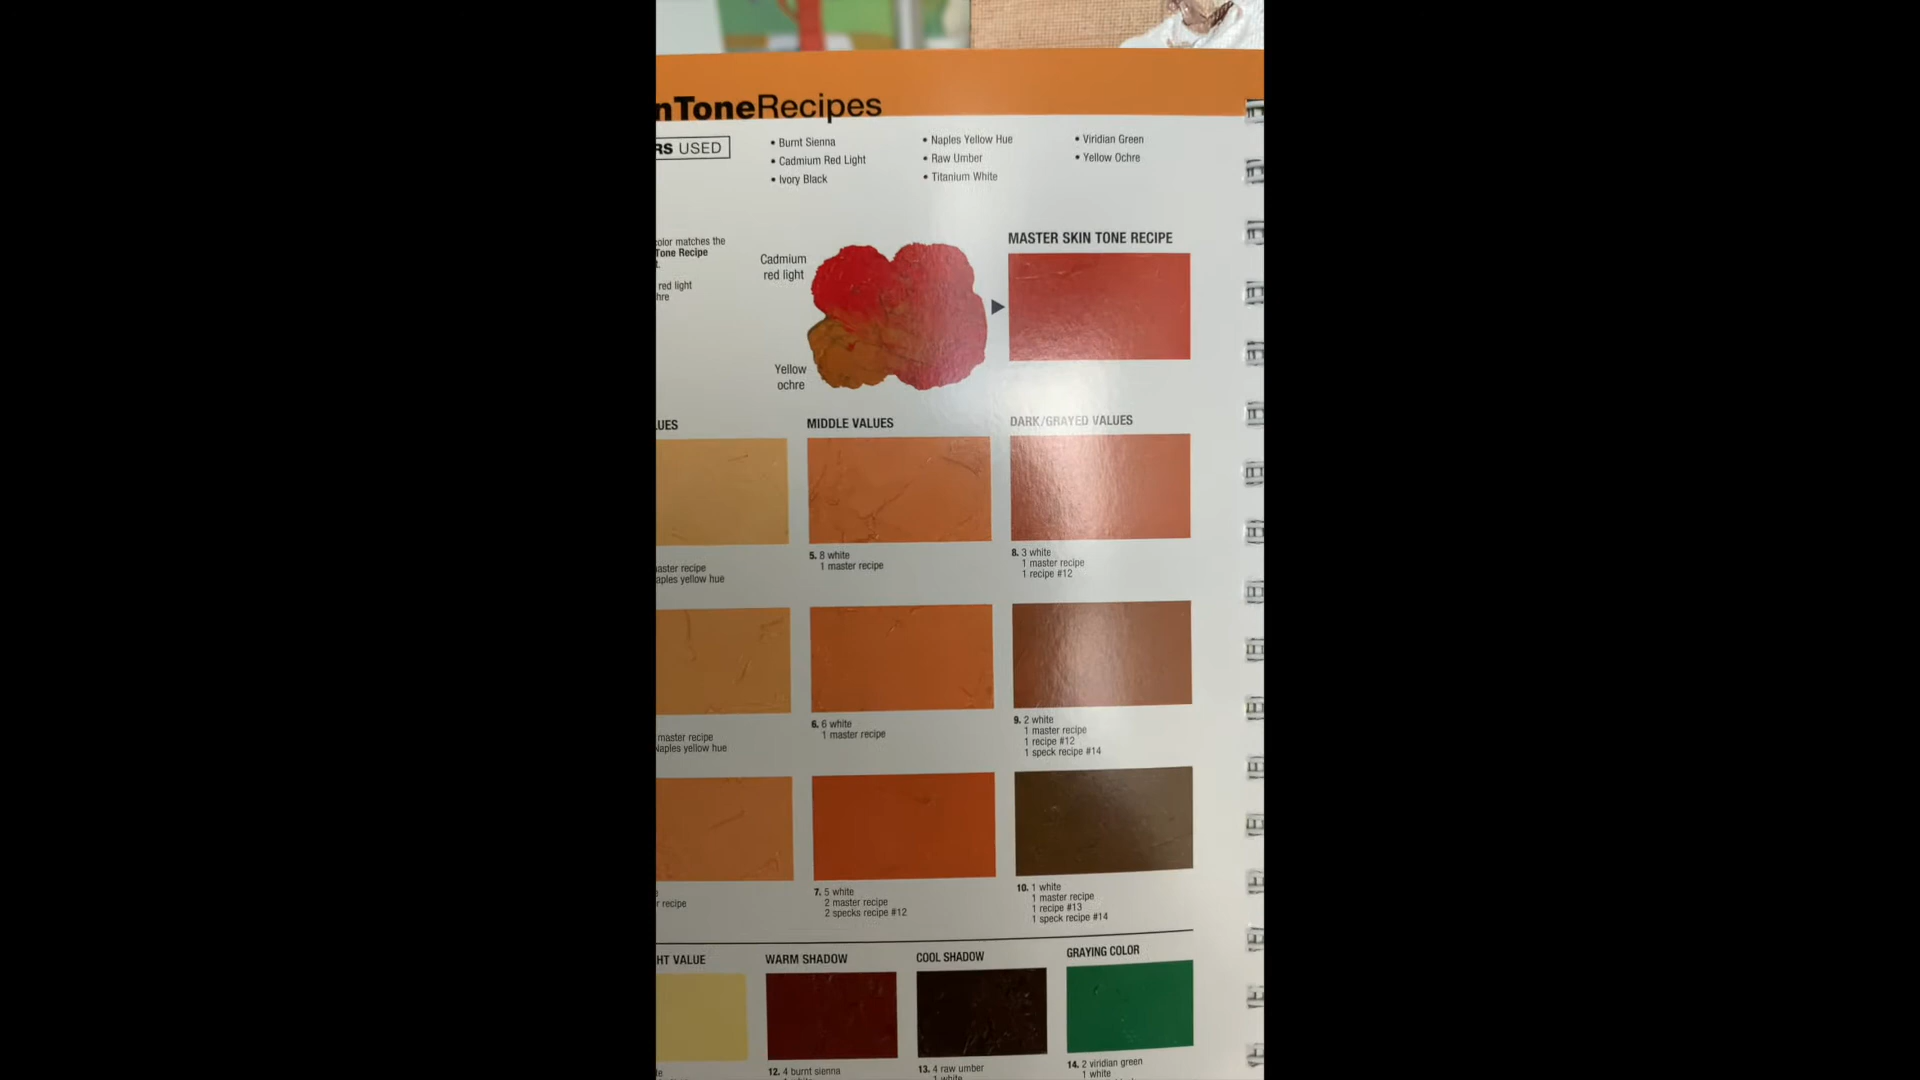 nToneRecipes
RS USED
• Burnt Sienna
• Cadmium Red Light
• Ivory Black
• Naples Yellow Hue
• Raw Umber
• Titanium White
• Viridian Green
• Yellow Ochre
color matches the
Tone Recipe
red light
hre
Cadmium
red light
Yellow
ochre
MASTER SKIN TONE RECIPE
LUES
MIDDLE VALUES
DARK/GRAYED VALUES
master recipe
aples yellow hue
5. 8 white
1 master recipe
8. 3 white
1 master recipe
1 recipe #12
master recipe
Naples yellow hue
6. 6 white
1 master recipe
9. 2 white
1 master recipe
1 recipe #12
1 speck recipe #14
r recipe
7. 5 white
2 master recipe
2 specks recipe #12
10. 1 white
1 master recipe
1 recipe #13
1 speck recipe #14
HT VALUE
WARM SHADOW
COOL SHADOW
GRAYING COLOR
12. 4 burnt sienna
13. 4 raw umber
1 white
14. 2 viridian green
1 white